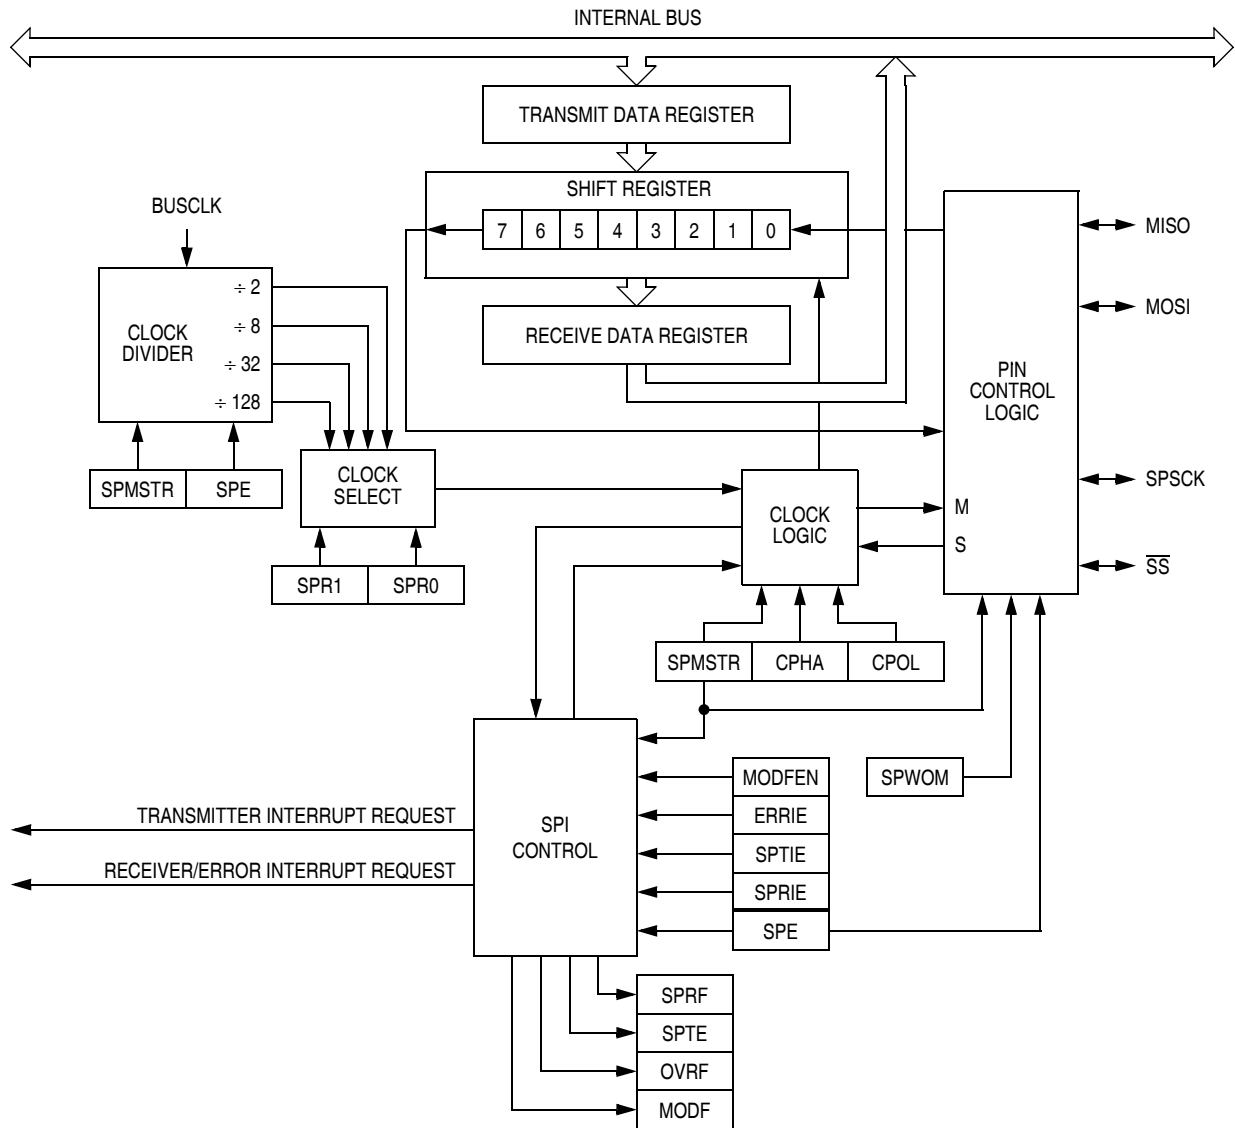 INTERNAL BUS
TRANSMIT DATA REGISTER
SHIFT REGISTER
7 6 5 4 3 2 1 0
RECEIVE DATA REGISTER
BUSCLK
CLOCK
DIVIDER
÷ 2
÷ 8
÷ 32
÷ 128
SPMSTR SPE
CLOCK
SELECT
SPR1 SPR0
PIN
CONTROL
LOGIC
M
S
MISO
MOSI
SPSCK
S̅S̅
CLOCK
LOGIC
SPMSTR CPHA CPOL
SPI
CONTROL
MODFEN
ERRIE
SPTIE
SPRIE
SPE
SPWOM
TRANSMITTER INTERRUPT REQUEST
RECEIVER/ERROR INTERRUPT REQUEST
SPRF
SPTE
OVRF
MODF